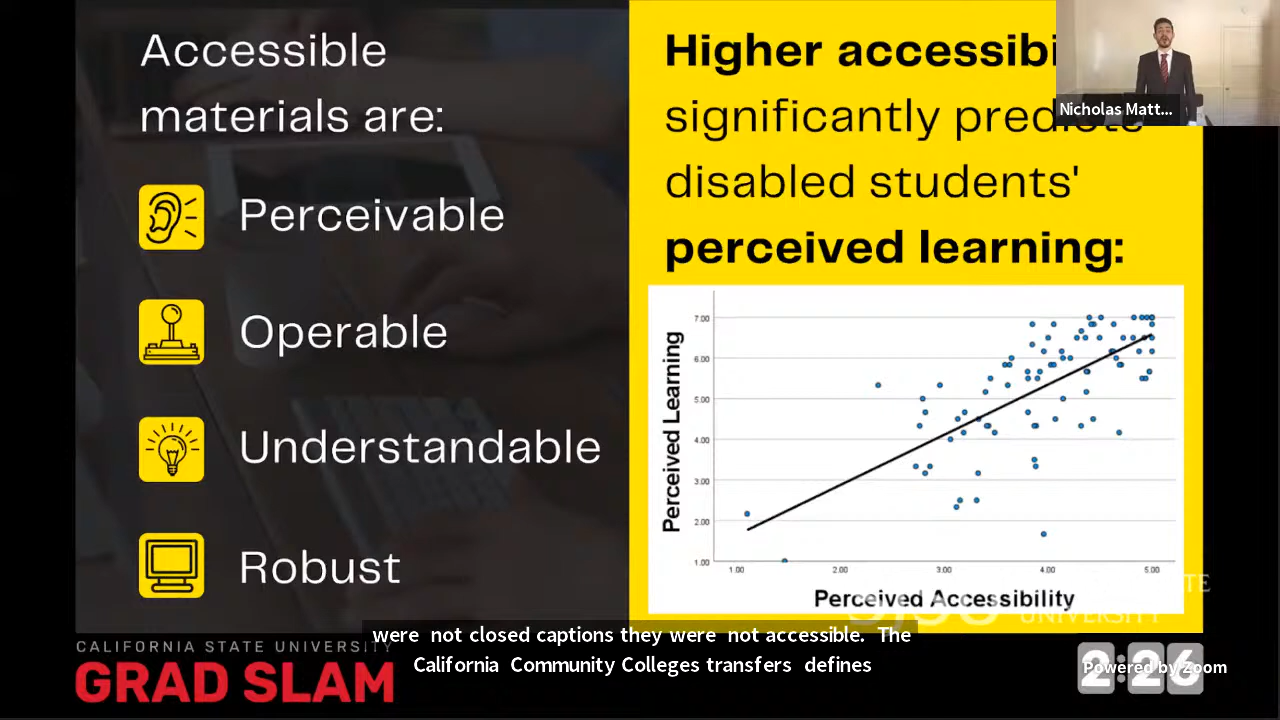 Accessible
materials are:
Perceivable
Operable
Understandable
Robust
Higher accessibi
significantly predicts
disabled students'
perceived learning:
Nicholas Matt...
Perceived Learning
7.00
6.00
5.00
4.00
3.00
2.00
1.00
1.00 2.00 3.00 4.00 5.00
Perceived Accessibility
UNIVERSITY
were not closed captions they were not accessible. The
California Community Colleges transfers defines
CALIFORNIA STATE UNIVERSITY
GRAD SLAM
2:26
Powered by Zoom